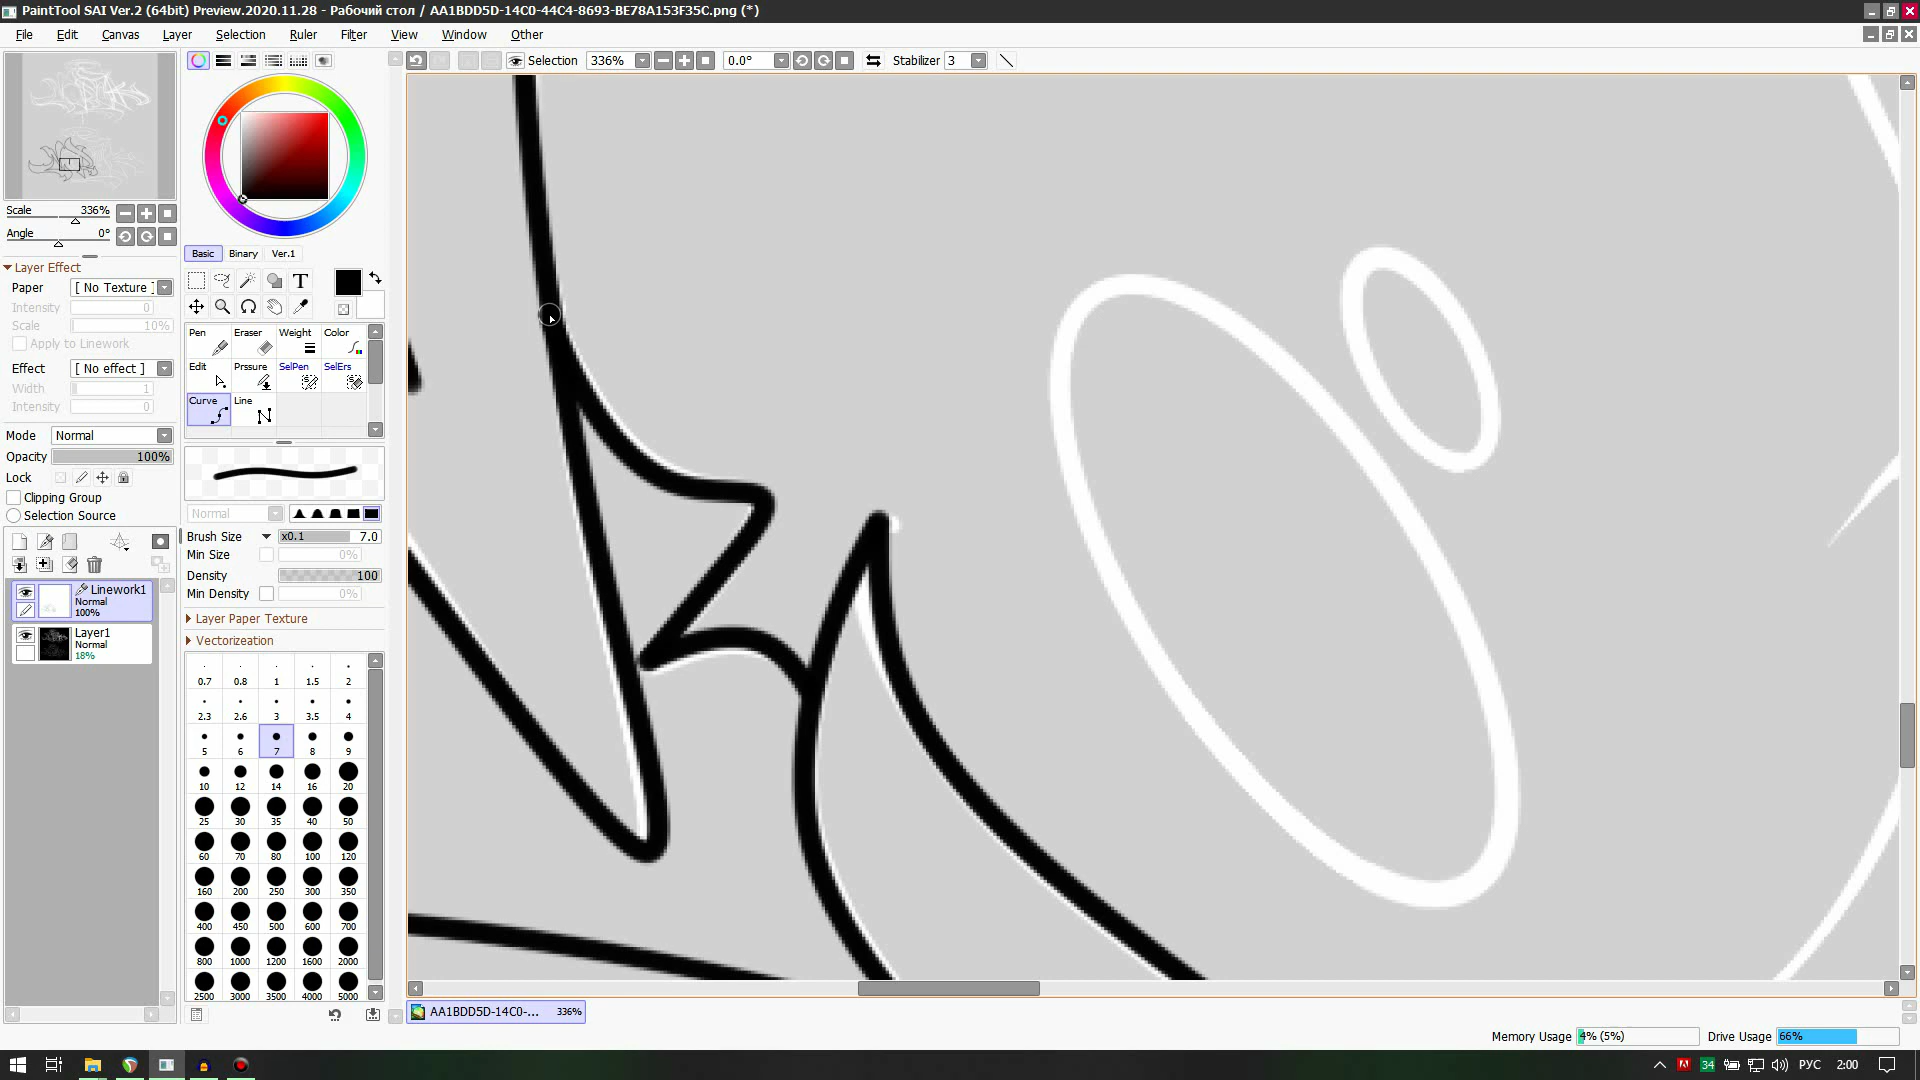 PaintTool SAI Ver.2 (64bit) Preview.2020.11.28 - Рабочий стол / AA1BDD5D-14C0-44C4-8693-BE78A153F35C.png (*)
File Edit Canvas Layer Selection Ruler Filter View Window Other
Selection 336% 0.0° Stabilizer 3
Scale 336%
Angle 0°
Layer Effect
Paper [ No Texture ]
Intensity 0
Scale 10%
Apply to Linework
Effect [ No effect ]
Width 1
Intensity 0
Mode Normal
Opacity 100%
Lock
Clipping Group
Selection Source
Linework1
Normal
100%
Layer1
Normal
18%
Basic Binary Ver.1
T
Pen Eraser Weight Color
Edit Prssure SelPen SelErs
Curve Line
Normal
Brush Size x0.1 7.0
Min Size 0%
Density 100
Min Density 0%
Layer Paper Texture
Vectorization
0.7 0.8 1 1.5 2
2.3 2.6 3 3.5 4
5 6 7 8 9
10 12 14 16 20
25 30 35 40 50
60 70 80 100 120
160 200 250 300 350
400 450 500 600 700
800 1000 1200 1600 2000
2500 3000 3500 4000 5000
AA1BDD5D-14C0-... 336%
Memory Usage 4% (5%) Drive Usage 66%
34 РУС 2:00